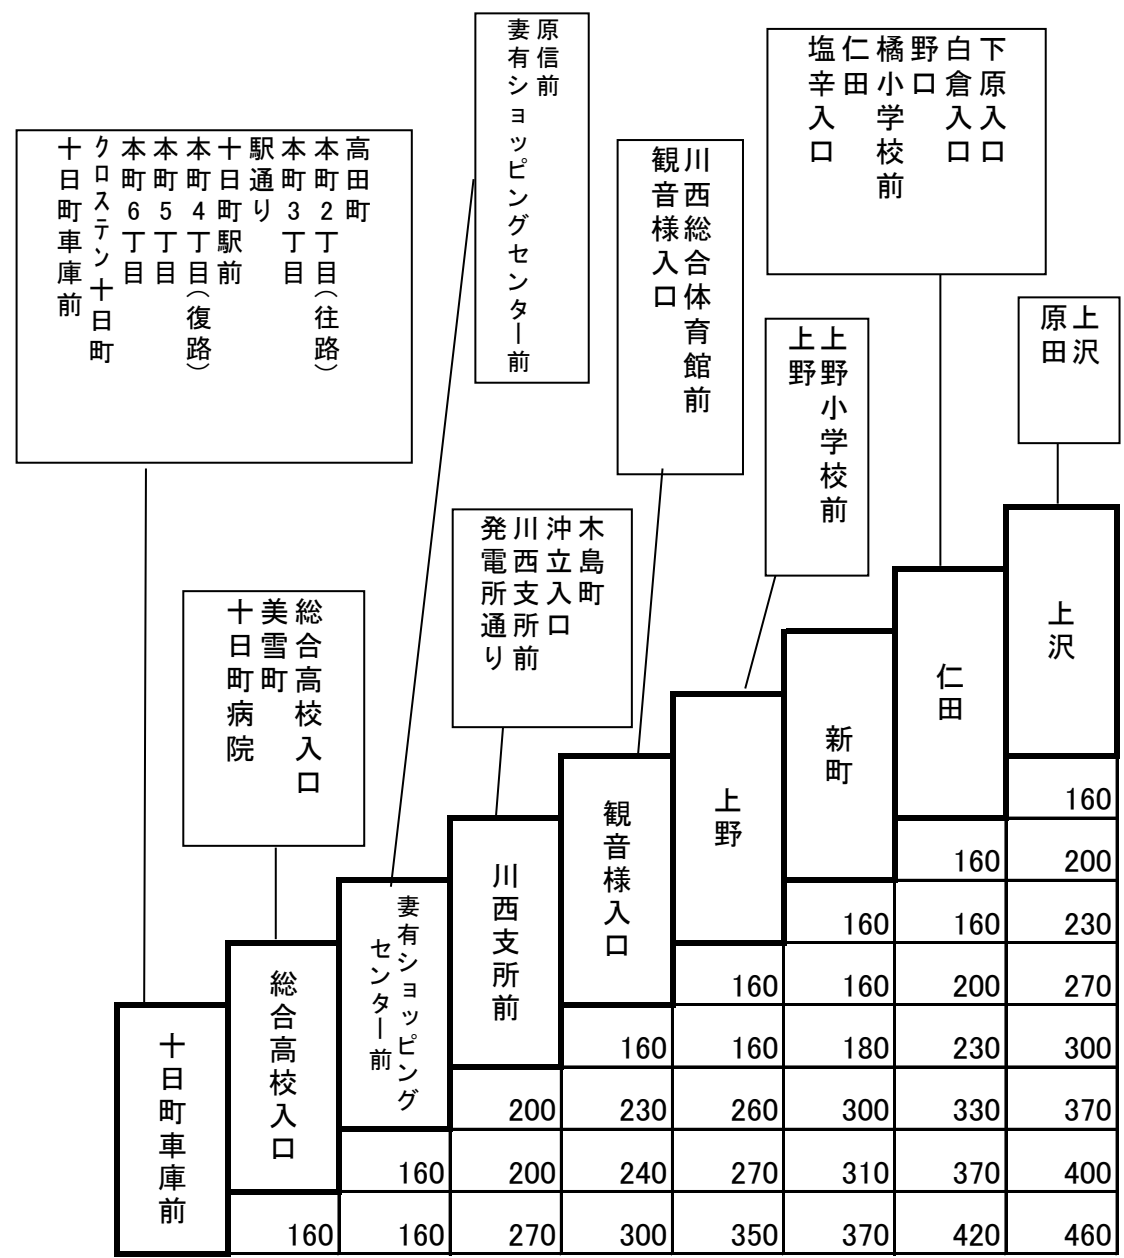 高田町
本町2丁目(往路)
本町3丁目
駅通り
十日町駅前
本町4丁目(復路)
本町5丁目
本町6丁目
クロステン十日町
十日町車庫前
総合高校入口
美雪町
十日町病院
原信前
妻有ショッピングセンター前
木島町
沖立入口
川西支所前
発電所通り
川西総合体育館前
観音様入口
上野小学校前
上野
下原入口
白倉入口
野口
橘小学校前
仁田
塩辛入口
上沢
原田
十日町車庫前
総合高校入口
妻有ショッピング
センター前
川西支所前
観音様入口
上野
新町
仁田
上沢
160
160 200
160 160 230
160 160 200 270
160 160 180 230 300
200 230 260 300 330 370
160 200 240 270 310 370 400
160 160 270 300 350 370 420 460